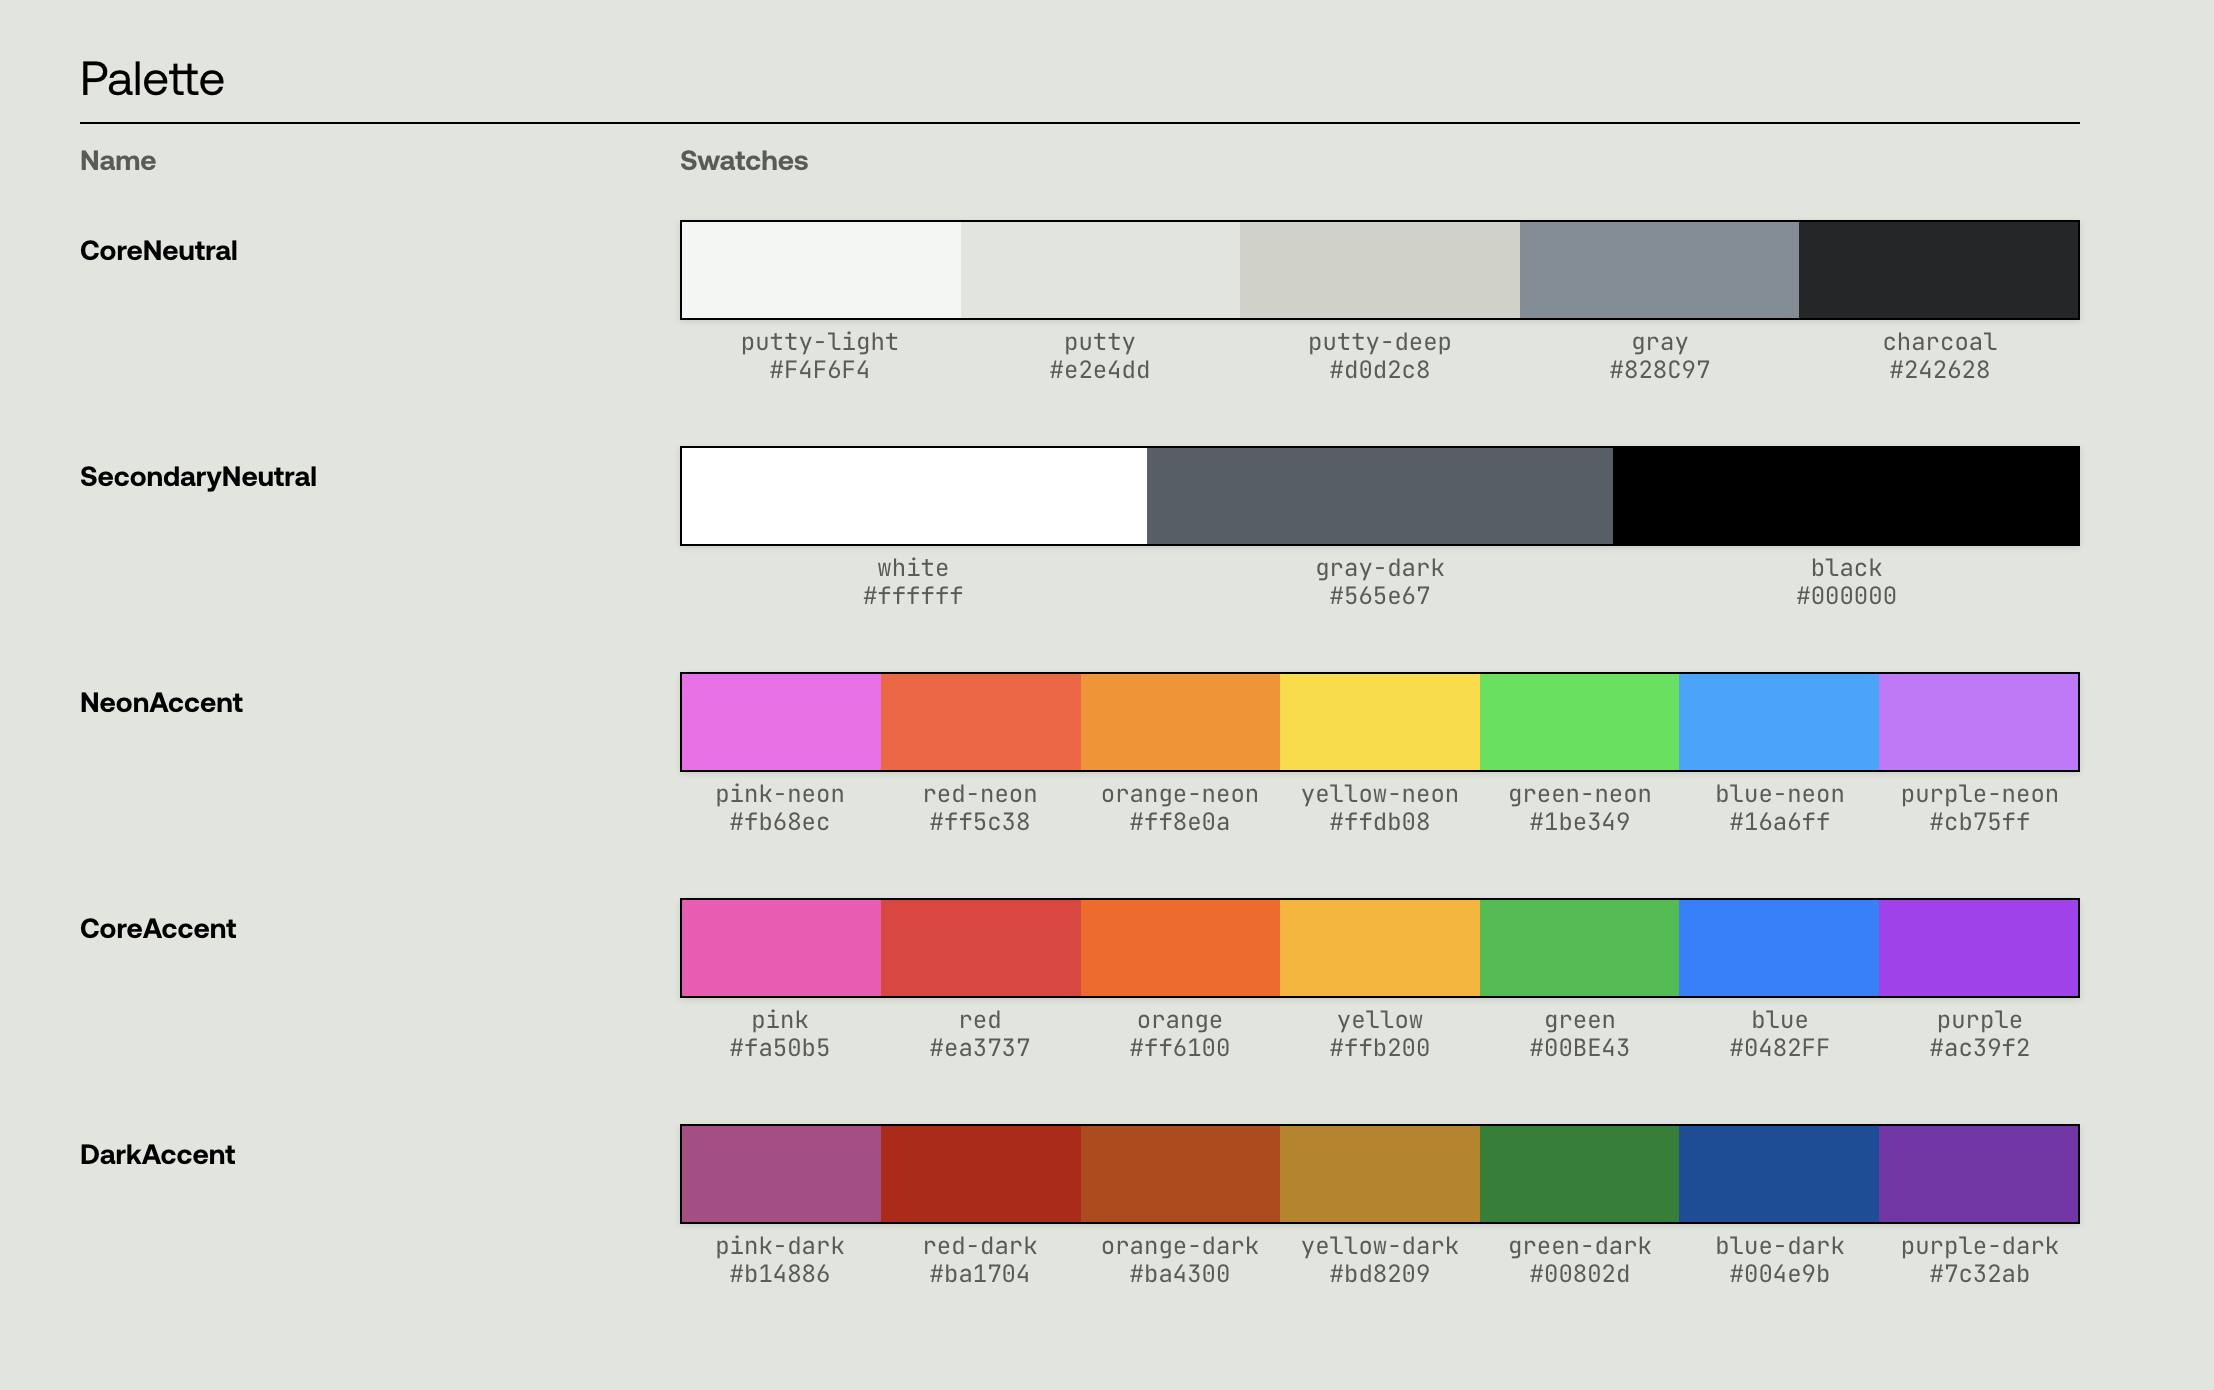 Palette
Name Swatches
CoreNeutral
putty-light putty putty-deep gray charcoal
#F4F6F4 #e2e4dd #d0d2c8 #828C97 #242628
SecondaryNeutral
white gray-dark black
#ffffff #565e67 #000000
NeonAccent
pink-neon red-neon orange-neon yellow-neon green-neon blue-neon purple-neon
#fb68ec #ff5c38 #ff8e0a #ffdb08 #1be349 #16a6ff #cb75ff
CoreAccent
pink red orange yellow green blue purple
#fa50b5 #ea3737 #ff6100 #ffb200 #00BE43 #0482FF #ac39f2
DarkAccent
pink-dark red-dark orange-dark yellow-dark green-dark blue-dark purple-dark
#b14886 #ba1704 #ba4300 #bd8209 #00802d #004e9b #7c32ab